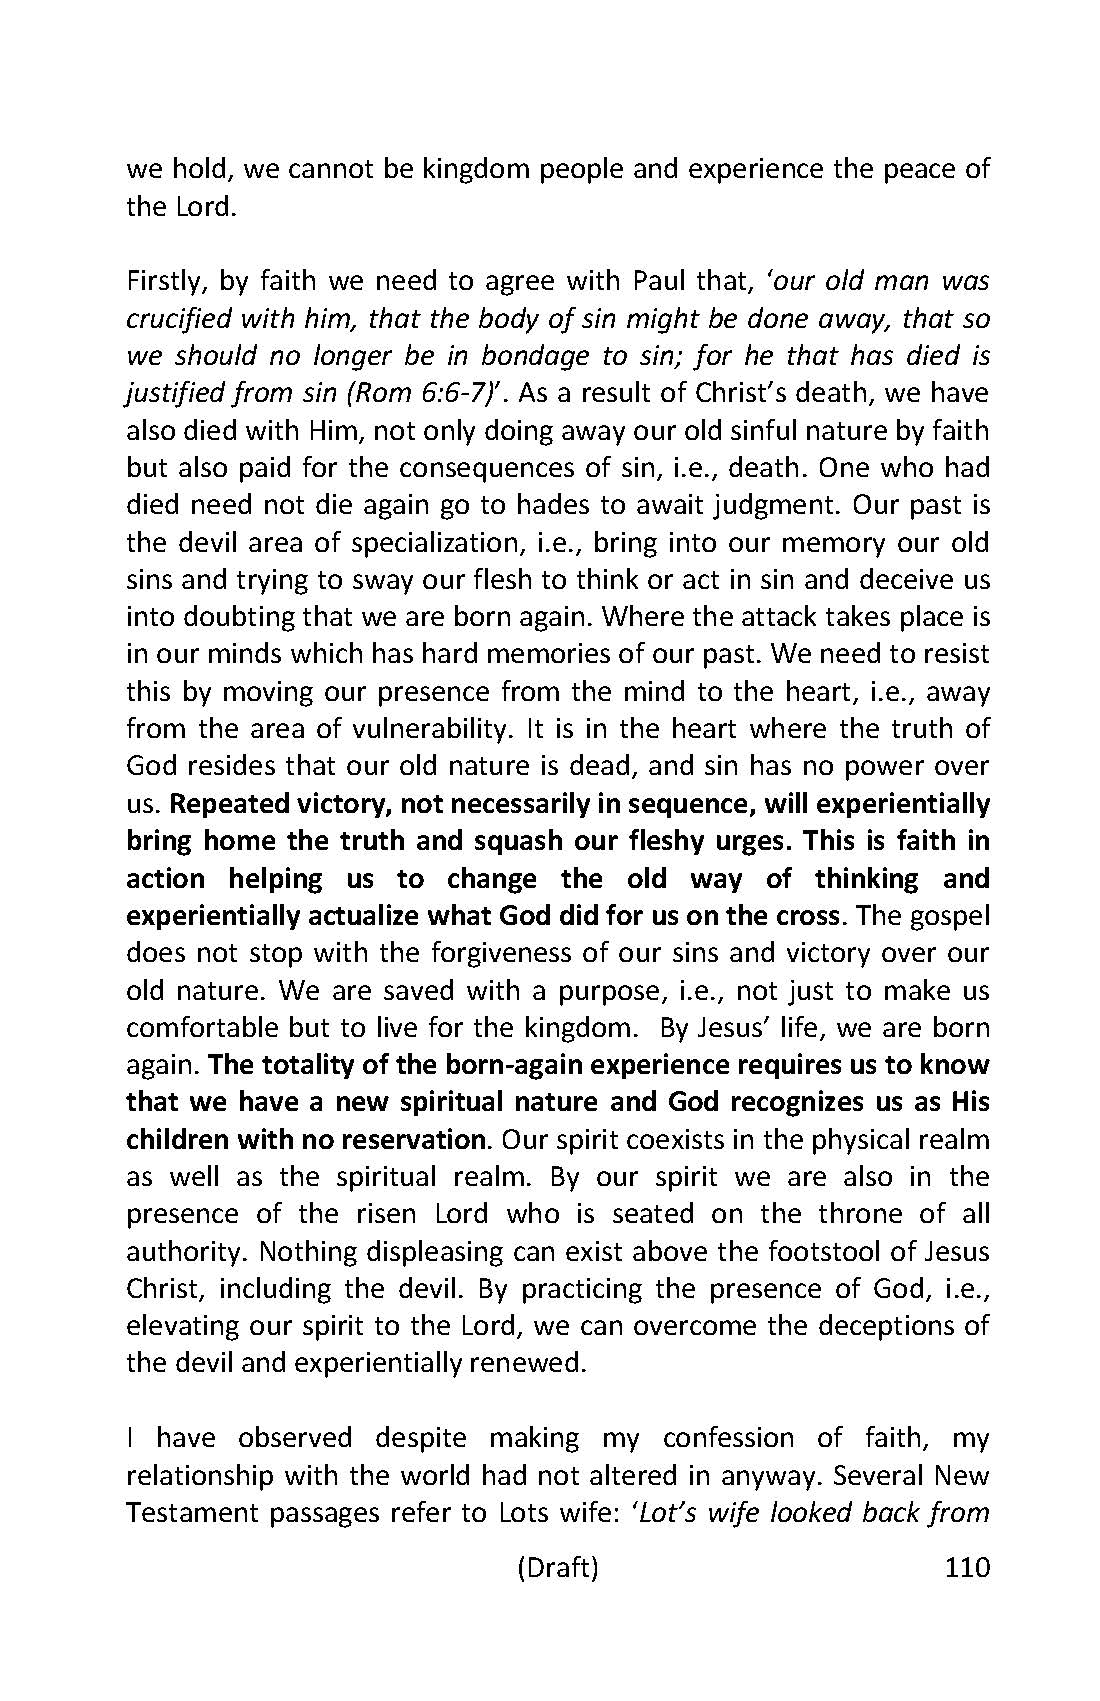 we hold, we cannot be kingdom people and experience the peace of
the Lord.
Firstly, by faith we need to agree with Paul that, ‘our old man was
crucified with him, that the body of sin might be done away, that so
we should no longer be in bondage to sin; for he that has died is
justified from sin (Rom 6:6-7)’. As a result of Christ’s death, we have
also died with Him, not only doing away our old sinful nature by faith
but also paid for the consequences of sin, i.e., death. One who had
died need not die again go to hades to await judgment. Our past is
the devil area of specialization, i.e., bring into our memory our old
sins and trying to sway our flesh to think or act in sin and deceive us
into doubting that we are born again. Where the attack takes place is
in our minds which has hard memories of our past. We need to resist
this by moving our presence from the mind to the heart, i.e., away
from the area of vulnerability. It is in the heart where the truth of
God resides that our old nature is dead, and sin has no power over
us. Repeated victory, not necessarily in sequence, will experientially
bring home the truth and squash our fleshy urges. This is faith in
action helping us to change the old way of thinking and
experientially actualize what God did for us on the cross. The gospel
does not stop with the forgiveness of our sins and victory over our
old nature. We are saved with a purpose, i.e., not just to make us
comfortable but to live for the kingdom. By Jesus’ life, we are born
again. The totality of the born-again experience requires us to know
that we have a new spiritual nature and God recognizes us as His
children with no reservation. Our spirit coexists in the physical realm
as well as the spiritual realm. By our spirit we are also in the
presence of the risen Lord who is seated on the throne of all
authority. Nothing displeasing can exist above the footstool of Jesus
Christ, including the devil. By practicing the presence of God, i.e.,
elevating our spirit to the Lord, we can overcome the deceptions of
the devil and experientially renewed.
I have observed despite making my confession of faith, my
relationship with the world had not altered in anyway. Several New
Testament passages refer to Lots wife: ‘Lot’s wife looked back from
(Draft) 110